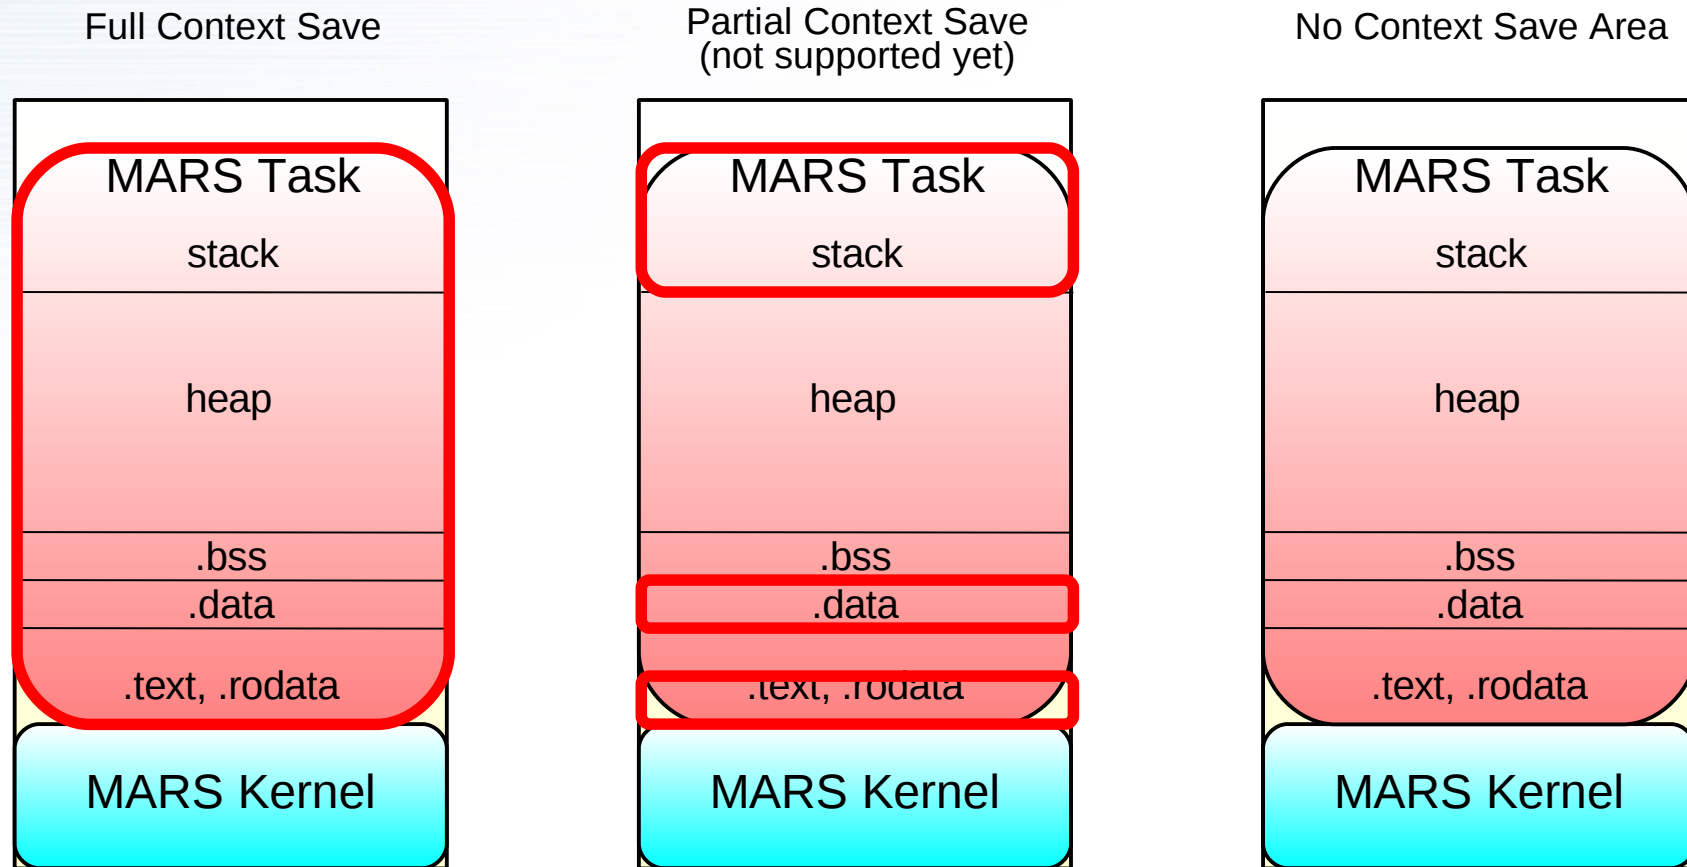 Full Context Save
MARS Task
stack
heap
.bss
.data
.text, .rodata
MARS Kernel
Partial Context Save
(not supported yet)
MARS Task
stack
heap
.bss
.data
.text, .rodata
MARS Kernel
No Context Save Area
MARS Task
stack
heap
.bss
.data
.text, .rodata
MARS Kernel